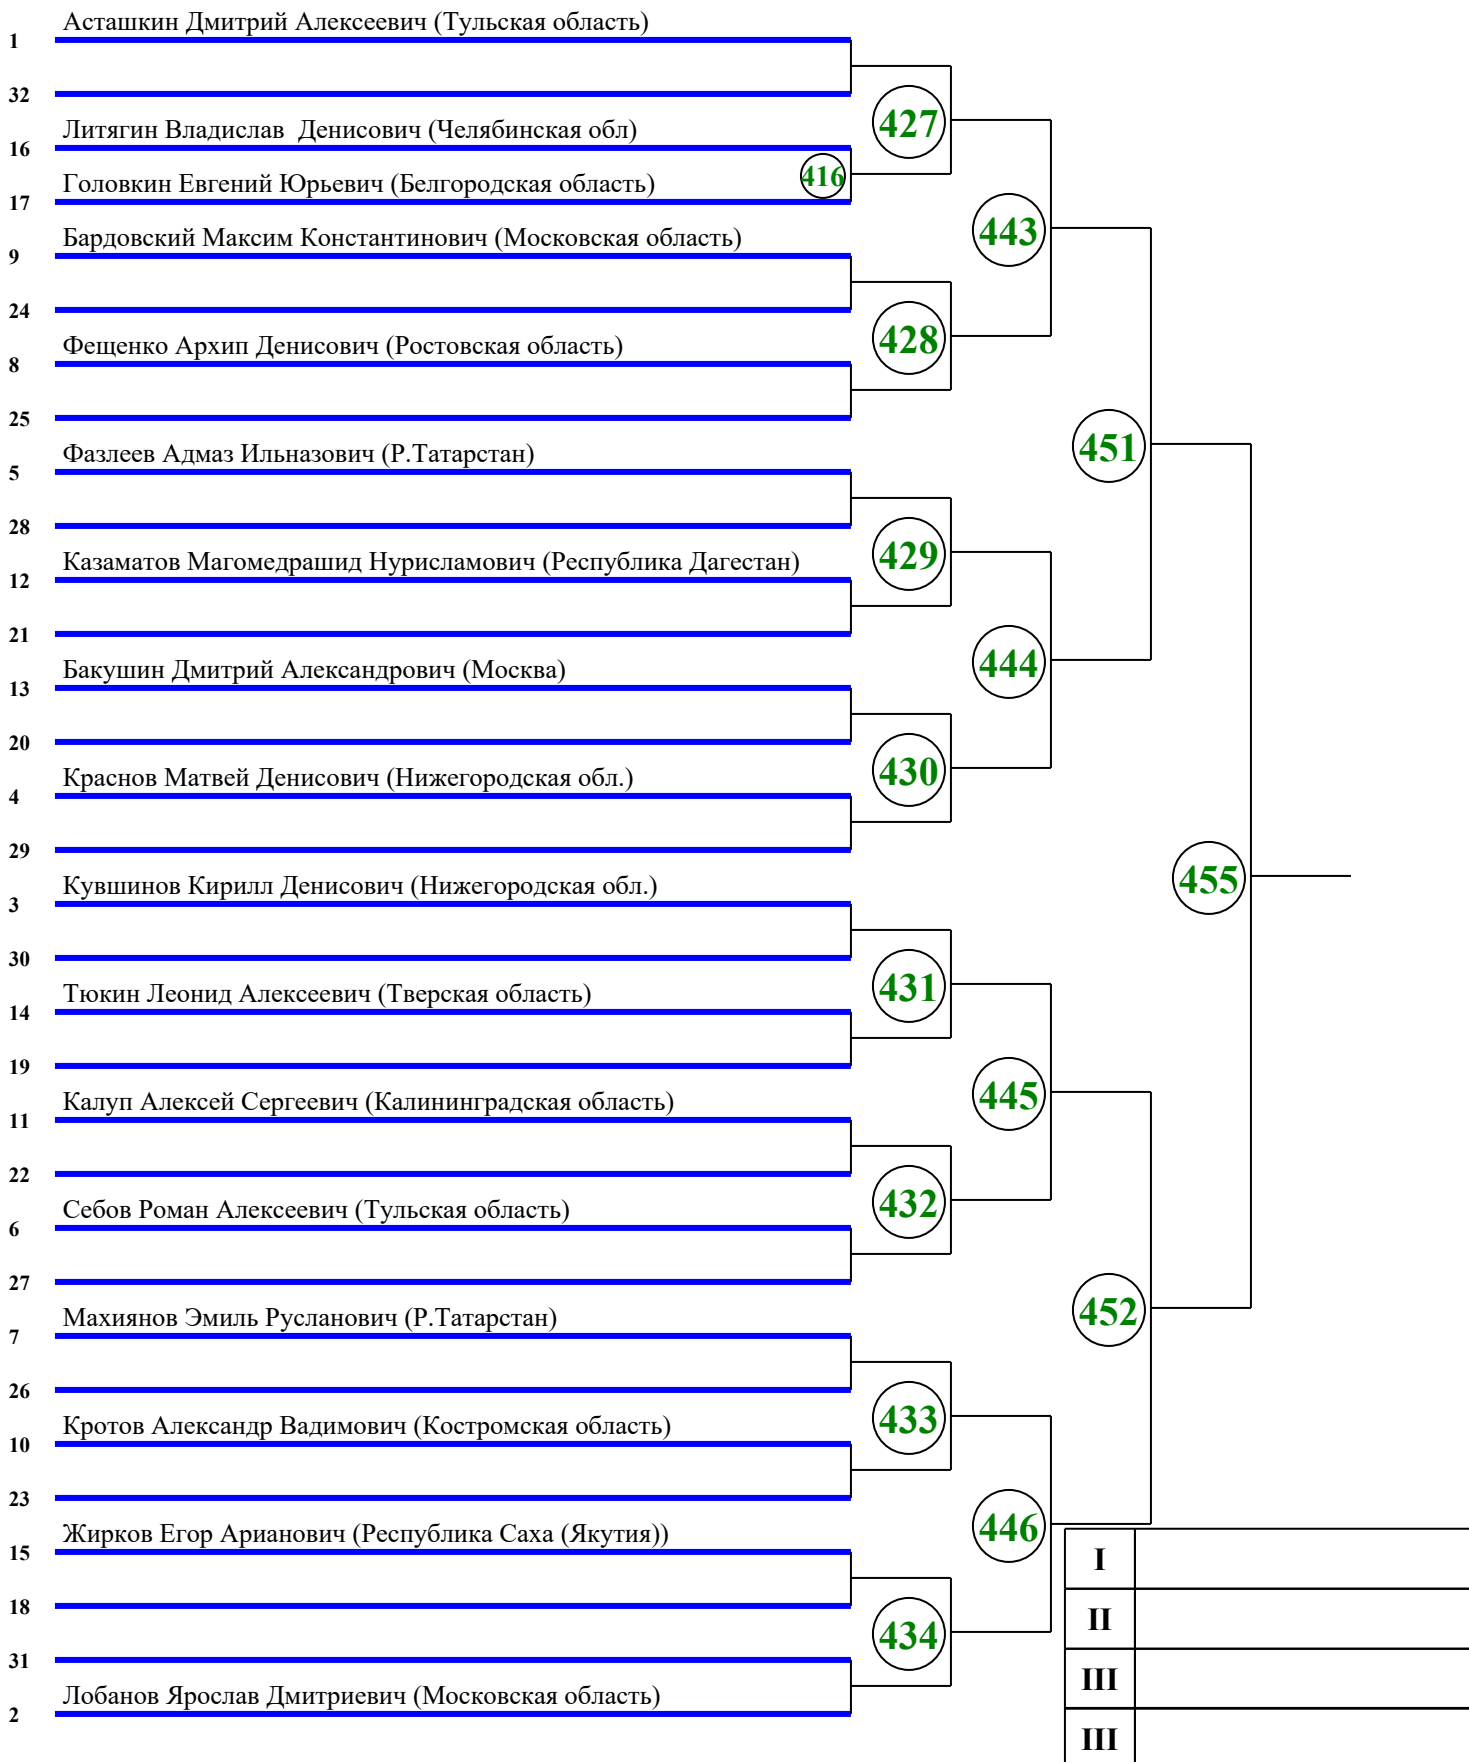 Асташкин Дмитрий Алексеевич (Тульская область)
1
32
Литягин Владислав  Денисович (Челябинская обл)
16
Головкин Евгений Юрьевич (Белгородская область)
17
416
427
Бардовский Максим Константинович (Московская область)
9
24
443
Фещенко Архип Денисович (Ростовская область)
8
25
428
Фазлеев Адмаз Ильназович (Р.Татарстан)
5
28
451
Казаматов Магомедрашид Нурисламович (Республика Дагестан)
12
21
429
Бакушин Дмитрий Александрович (Москва)
13
20
444
Краснов Матвей Денисович (Нижегородская обл.)
4
29
430
Кувшинов Кирилл Денисович (Нижегородская обл.)
3
30
455
Тюкин Леонид Алексеевич (Тверская область)
14
19
431
Калуп Алексей Сергеевич (Калининградская область)
11
22
445
Себов Роман Алексеевич (Тульская область)
6
27
432
Махиянов Эмиль Русланович (Р.Татарстан)
7
26
452
Кротов Александр Вадимович (Костромская область)
10
23
433
Жирков Егор Арианович (Республика Саха (Якутия))
15
18
446
31
434
Лобанов Ярослав Дмитриевич (Московская область)
2
I
II
III
III